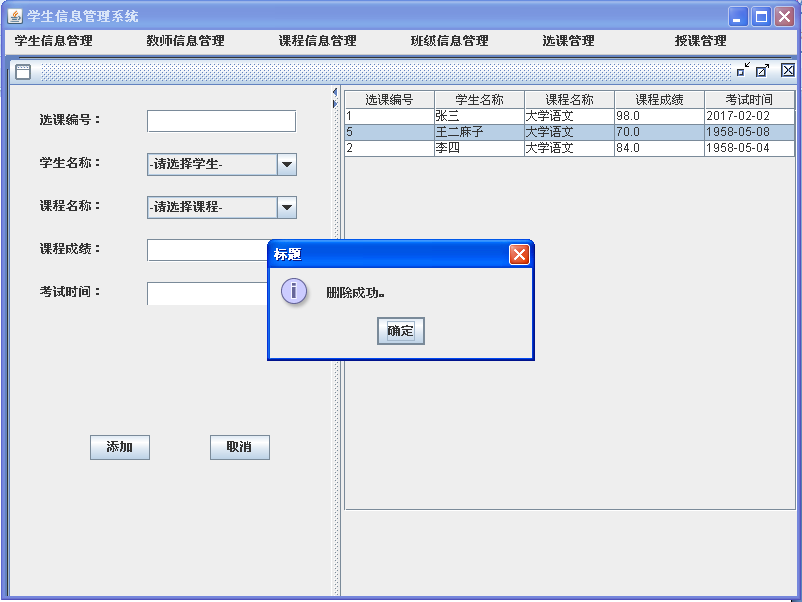 学生信息管理系统
学生信息管理 教师信息管理 课程信息管理 班级信息管理 选课管理 授课管理
选课编号：
学生名称： -请选择学生-
课程名称： -请选择课程-
课程成绩：
考试时间：
添加 取消
选课编号 学生名称 课程名称 课程成绩 考试时间
1 张三 大学语文 98.0 2017-02-02
5 王二麻子 大学语文 70.0 1958-05-08
2 李四 大学语文 84.0 1958-05-04
标题
删除成功。
确定